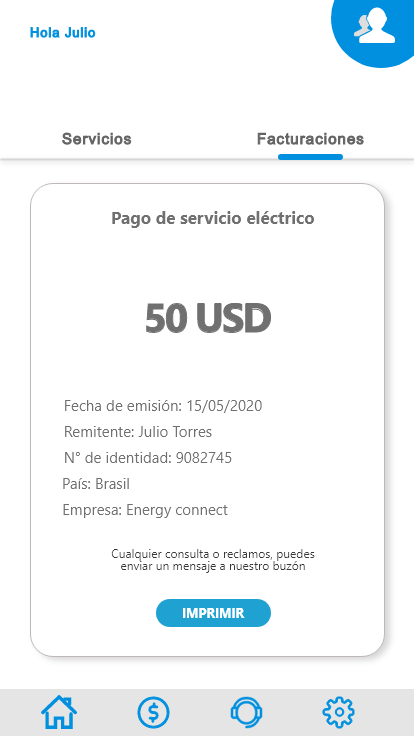 Hola Julio
Servicios
Facturaciones
Pago de servicio eléctrico
50 USD
Fecha de emisión: 15/05/2020
Remitente: Julio Torres
N° de identidad: 9082745
País: Brasil
Empresa: Energy connect
Cualquier consulta o reclamos, puedes
enviar un mensaje a nuestro buzón
IMPRIMIR
$